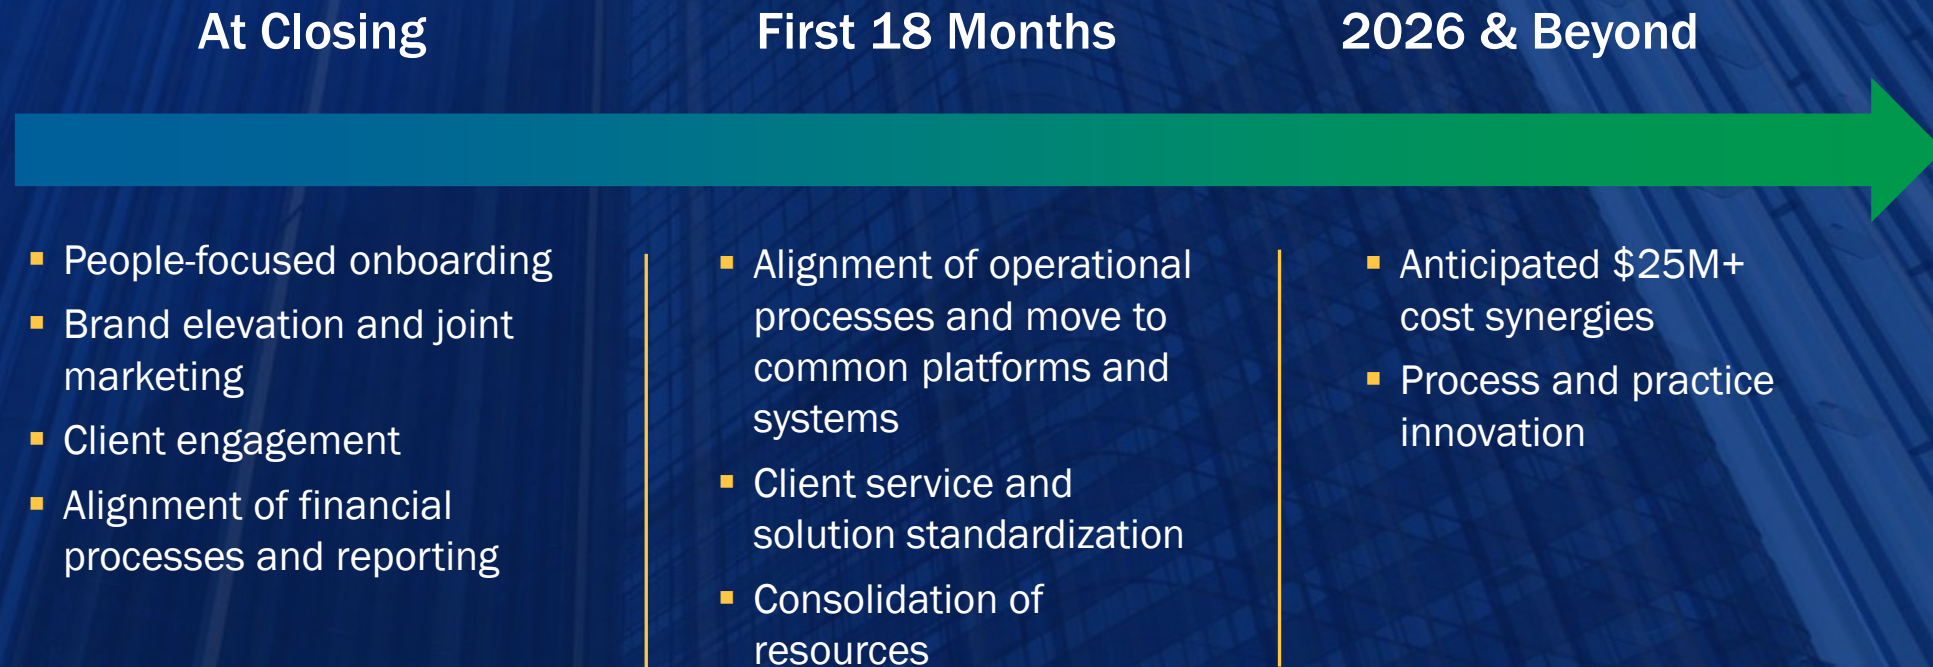 At Closing
First 18 Months
2026 & Beyond
▪ People-focused onboarding
▪ Brand elevation and joint
marketing
▪ Client engagement
▪ Alignment of financial
processes and reporting
▪ Alignment of operational
processes and move to
common platforms and
systems
▪ Client service and
solution standardization
▪ Consolidation of
resources
▪ Anticipated $25M+
cost synergies
▪ Process and practice
innovation